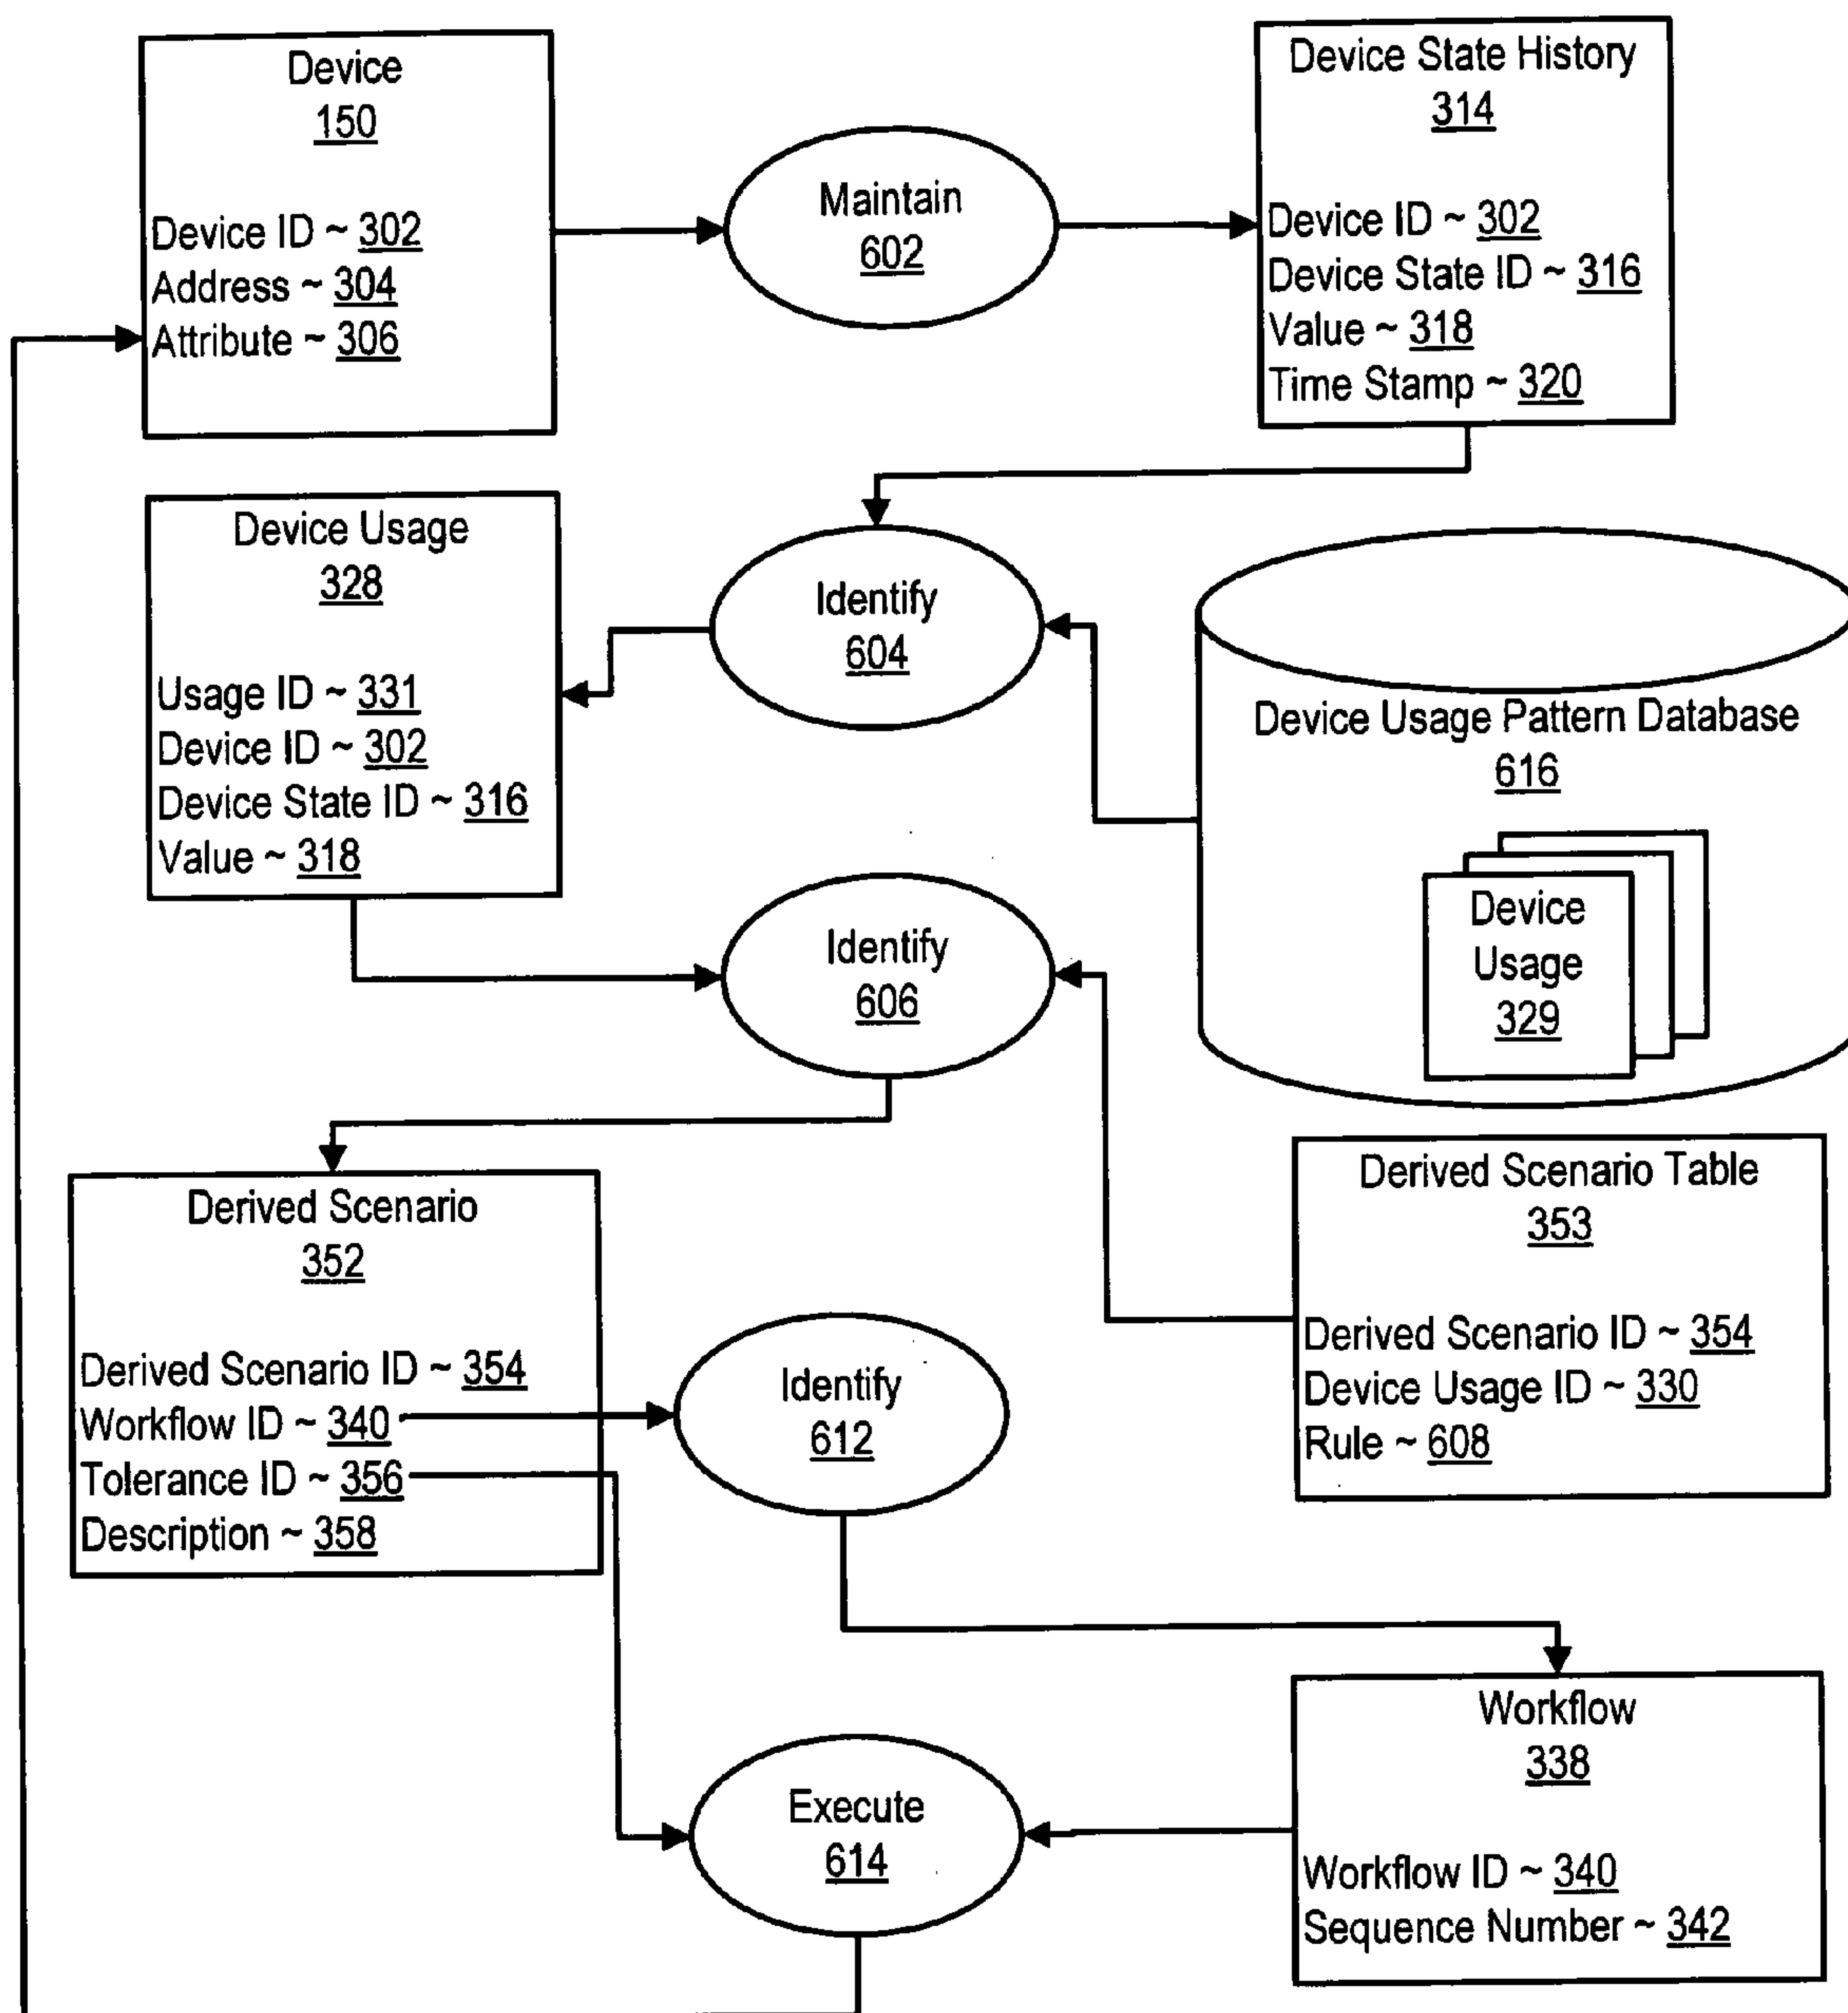 Device
150
Device ID ~ 302
Address ~ 304
Attribute ~ 306
Maintain
602
Device State History
314
Device ID ~ 302
Device State ID ~ 316
Value ~ 318
Time Stamp ~ 320
Device Usage
328
Usage ID ~ 331
Device ID ~ 302
Device State ID ~ 316
Value ~ 318
Identify
604
Device Usage Pattern Database
616
Device
Usage
329
Identify
606
Derived Scenario
352
Derived Scenario ID ~ 354
Workflow ID ~ 340
Tolerance ID ~ 356
Description ~ 358
Identify
612
Derived Scenario Table
353
Derived Scenario ID ~ 354
Device Usage ID ~ 330
Rule ~ 608
Execute
614
Workflow
338
Workflow ID ~ 340
Sequence Number ~ 342